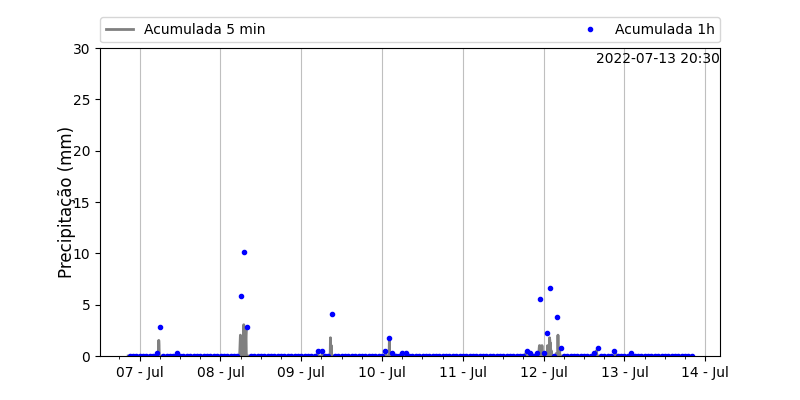 Acumulada 5 min Acumulada 1h
2022-07-13 20:30
Precipitação (mm)
30
25
20
15
10
5
0
07 - Jul 08 - Jul 09 - Jul 10 - Jul 11 - Jul 12 - Jul 13 - Jul 14 - Jul